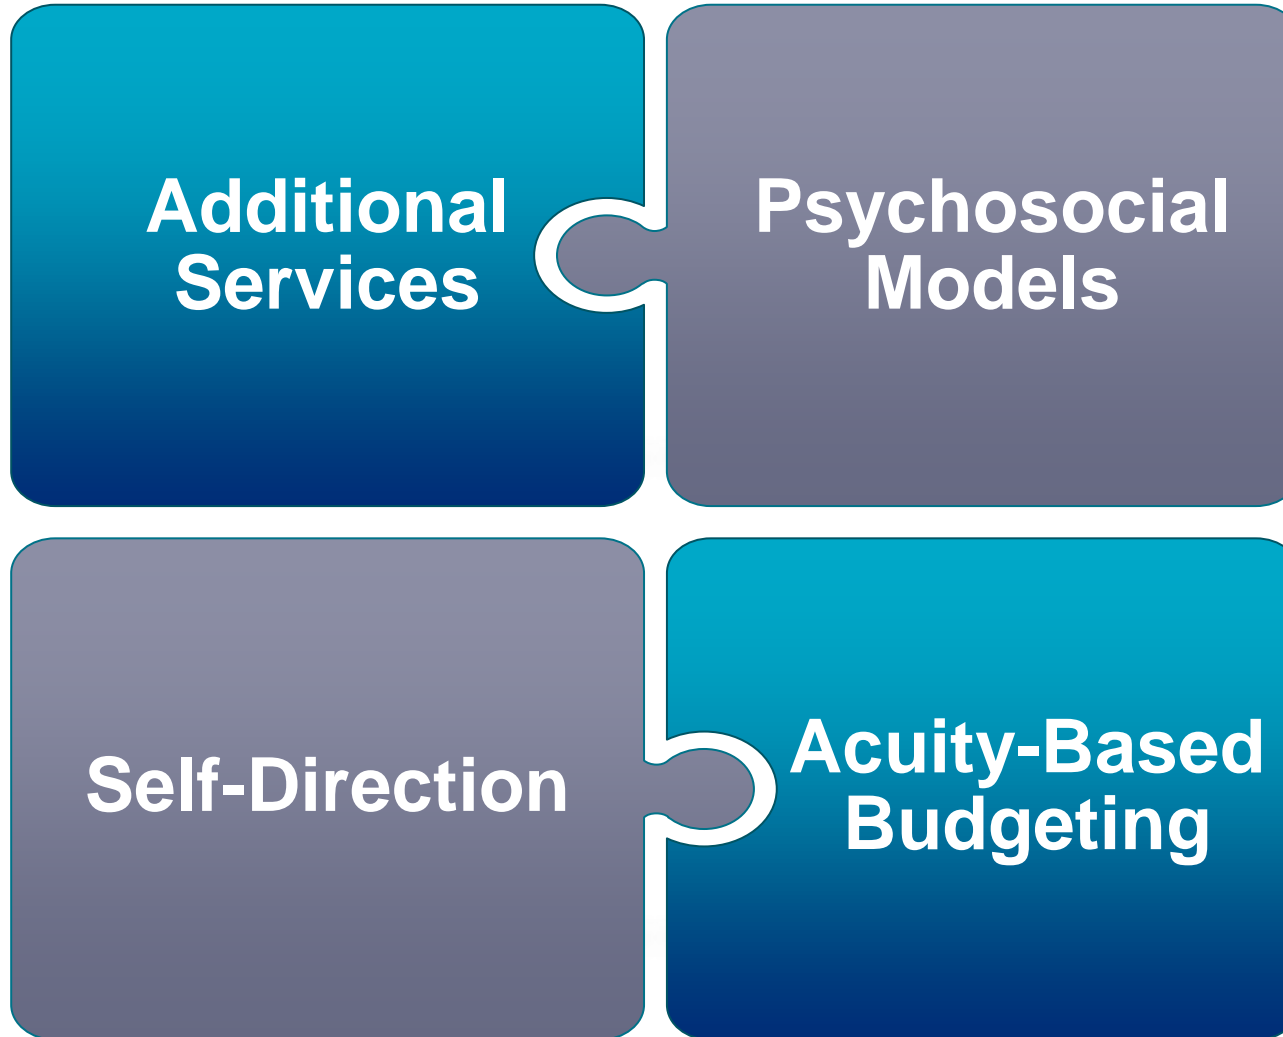 Additional
Services
Psychosocial
Models
Self-Direction
Acuity-Based
Budgeting